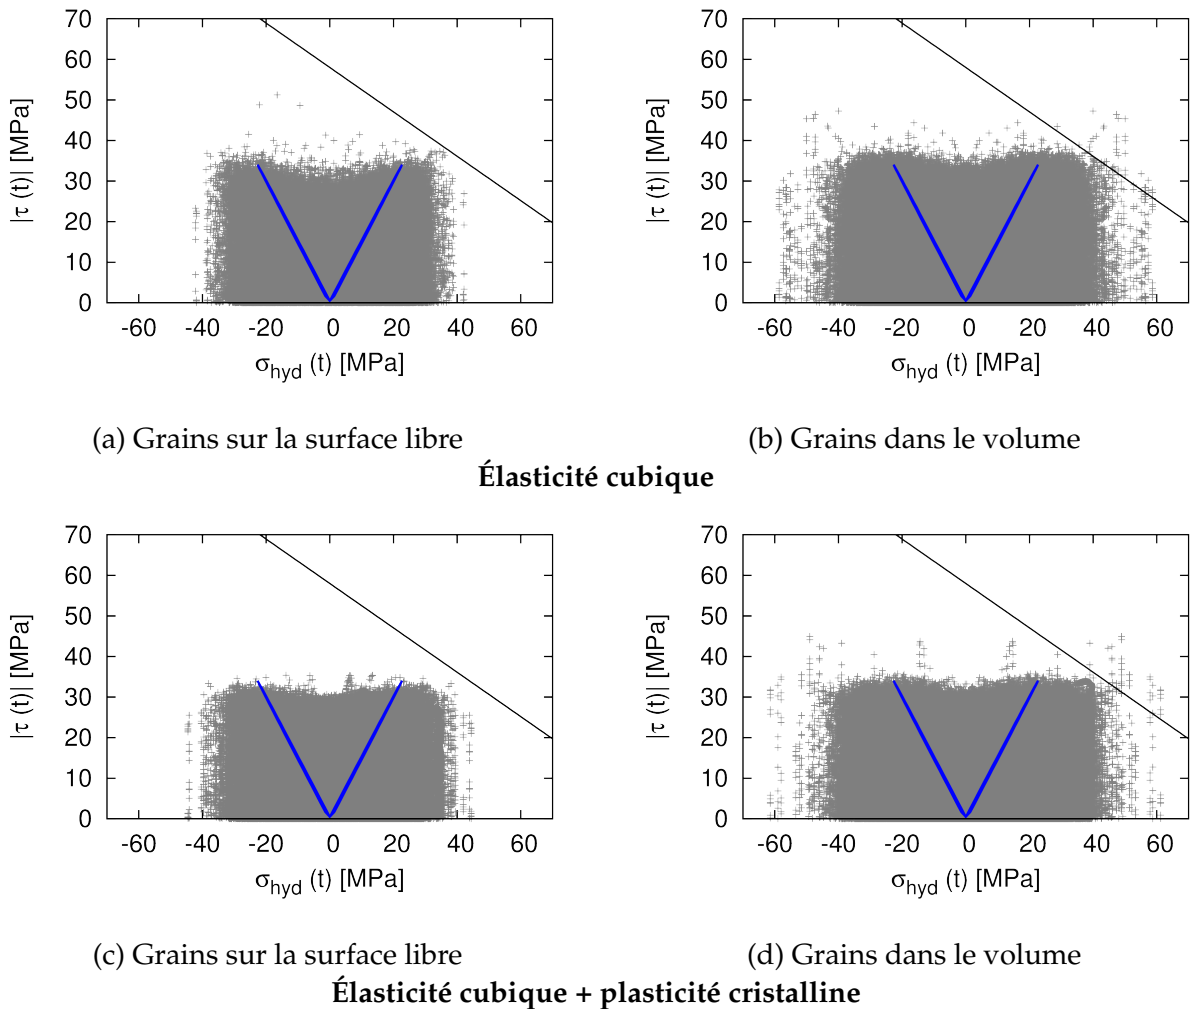 70
60
50
40
30
20
10
0
|τ (t)| [MPa]
-60 -40 -20 0 20 40 60
σhyd (t) [MPa]
(a) Grains sur la surface libre
70
60
50
40
30
20
10
0
|τ (t)| [MPa]
-60 -40 -20 0 20 40 60
σhyd (t) [MPa]
(b) Grains dans le volume
Élasticité cubique
70
60
50
40
30
20
10
0
|τ (t)| [MPa]
-60 -40 -20 0 20 40 60
σhyd (t) [MPa]
(c) Grains sur la surface libre
70
60
50
40
30
20
10
0
|τ (t)| [MPa]
-60 -40 -20 0 20 40 60
σhyd (t) [MPa]
(d) Grains dans le volume
Élasticité cubique + plasticité cristalline